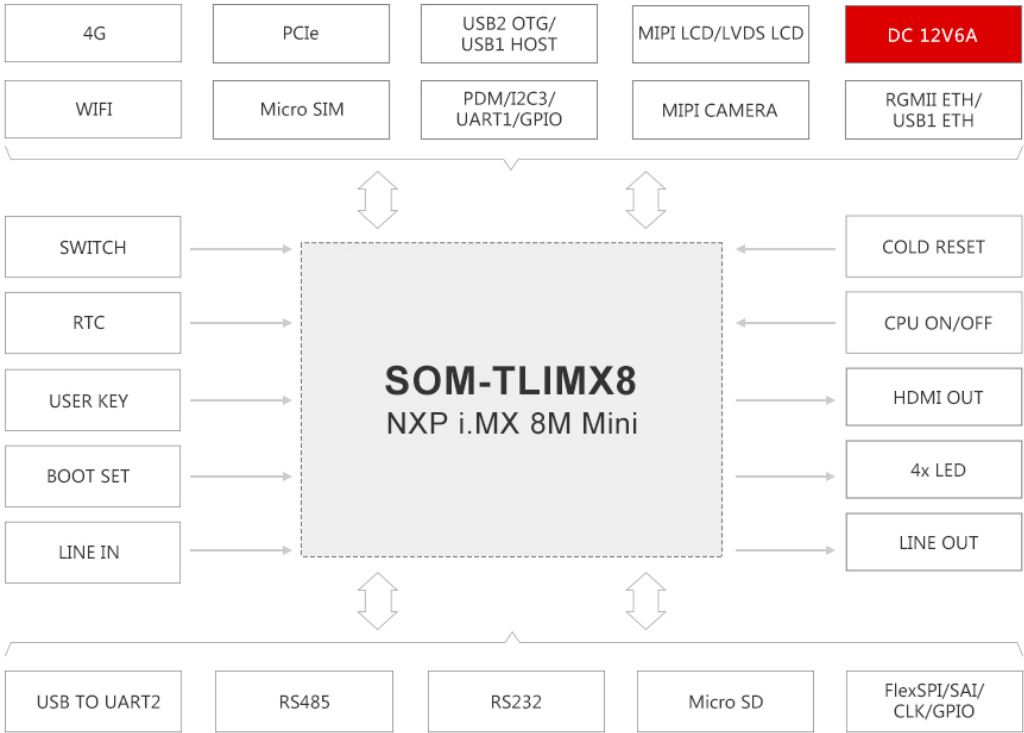 4G
PCIe
USB2 OTG/
USB1 HOST
MIPI LCD/LVDS LCD
DC 12V6A
WIFI
Micro SIM
PDM/I2C3/
UART1/GPIO
MIPI CAMERA
RGMII ETH/
USB1 ETH
SWITCH
COLD RESET
RTC
CPU ON/OFF
SOM-TLIMX8
NXP i.MX 8M Mini
USER KEY
HDMI OUT
BOOT SET
4x LED
LINE IN
LINE OUT
USB TO UART2
RS485
RS232
Micro SD
FlexSPI/SAI/
CLK/GPIO